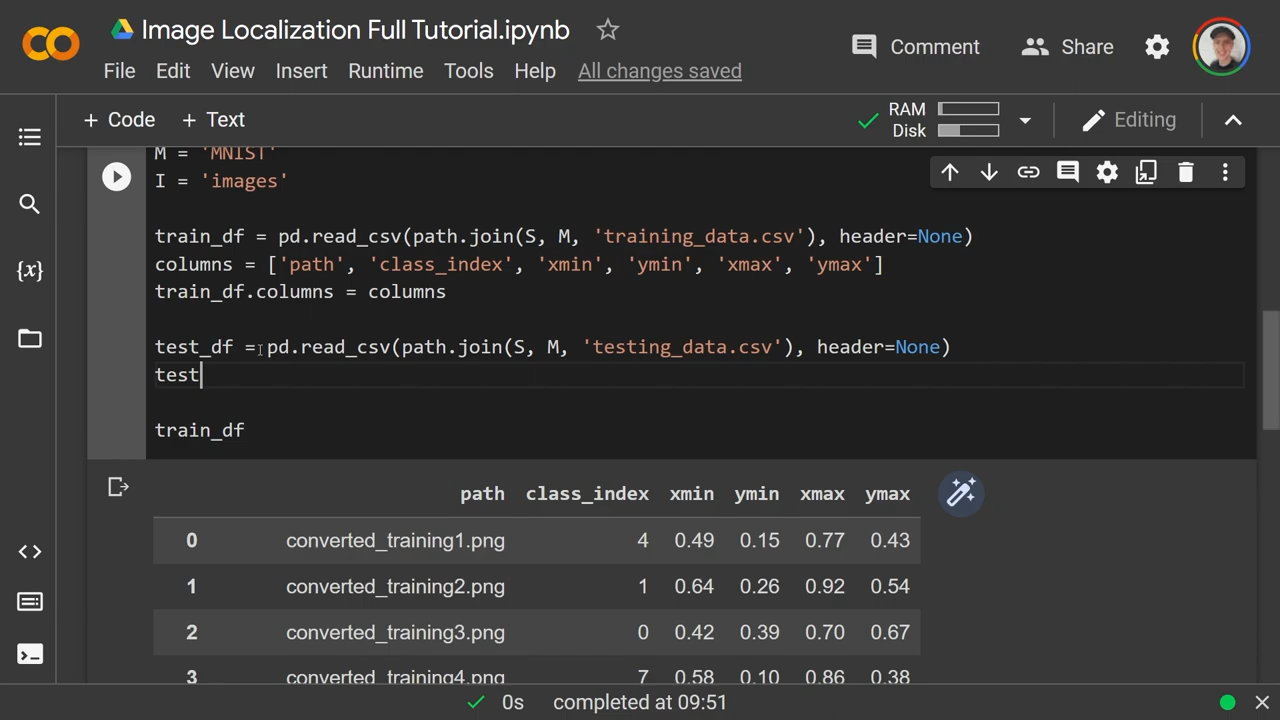 Image Localization Full Tutorial.ipynb
Comment
Share
File Edit View Insert Runtime Tools Help All changes saved
+ Code + Text
RAM
Disk
Editing
M = 'MNIST'
I = 'images'
train_df = pd.read_csv(path.join(S, M, 'training_data.csv'), header=None)
columns = ['path', 'class_index', 'xmin', 'ymin', 'xmax', 'ymax']
train_df.columns = columns
test_df = pd.read_csv(path.join(S, M, 'testing_data.csv'), header=None)
test
train_df
path class_index xmin ymin xmax ymax
0 converted_training1.png 4 0.49 0.15 0.77 0.43
1 converted_training2.png 1 0.64 0.26 0.92 0.54
2 converted_training3.png 0 0.42 0.39 0.70 0.67
3 converted_training4.png 7 0.58 0.10 0.86 0.38
0s completed at 09:51